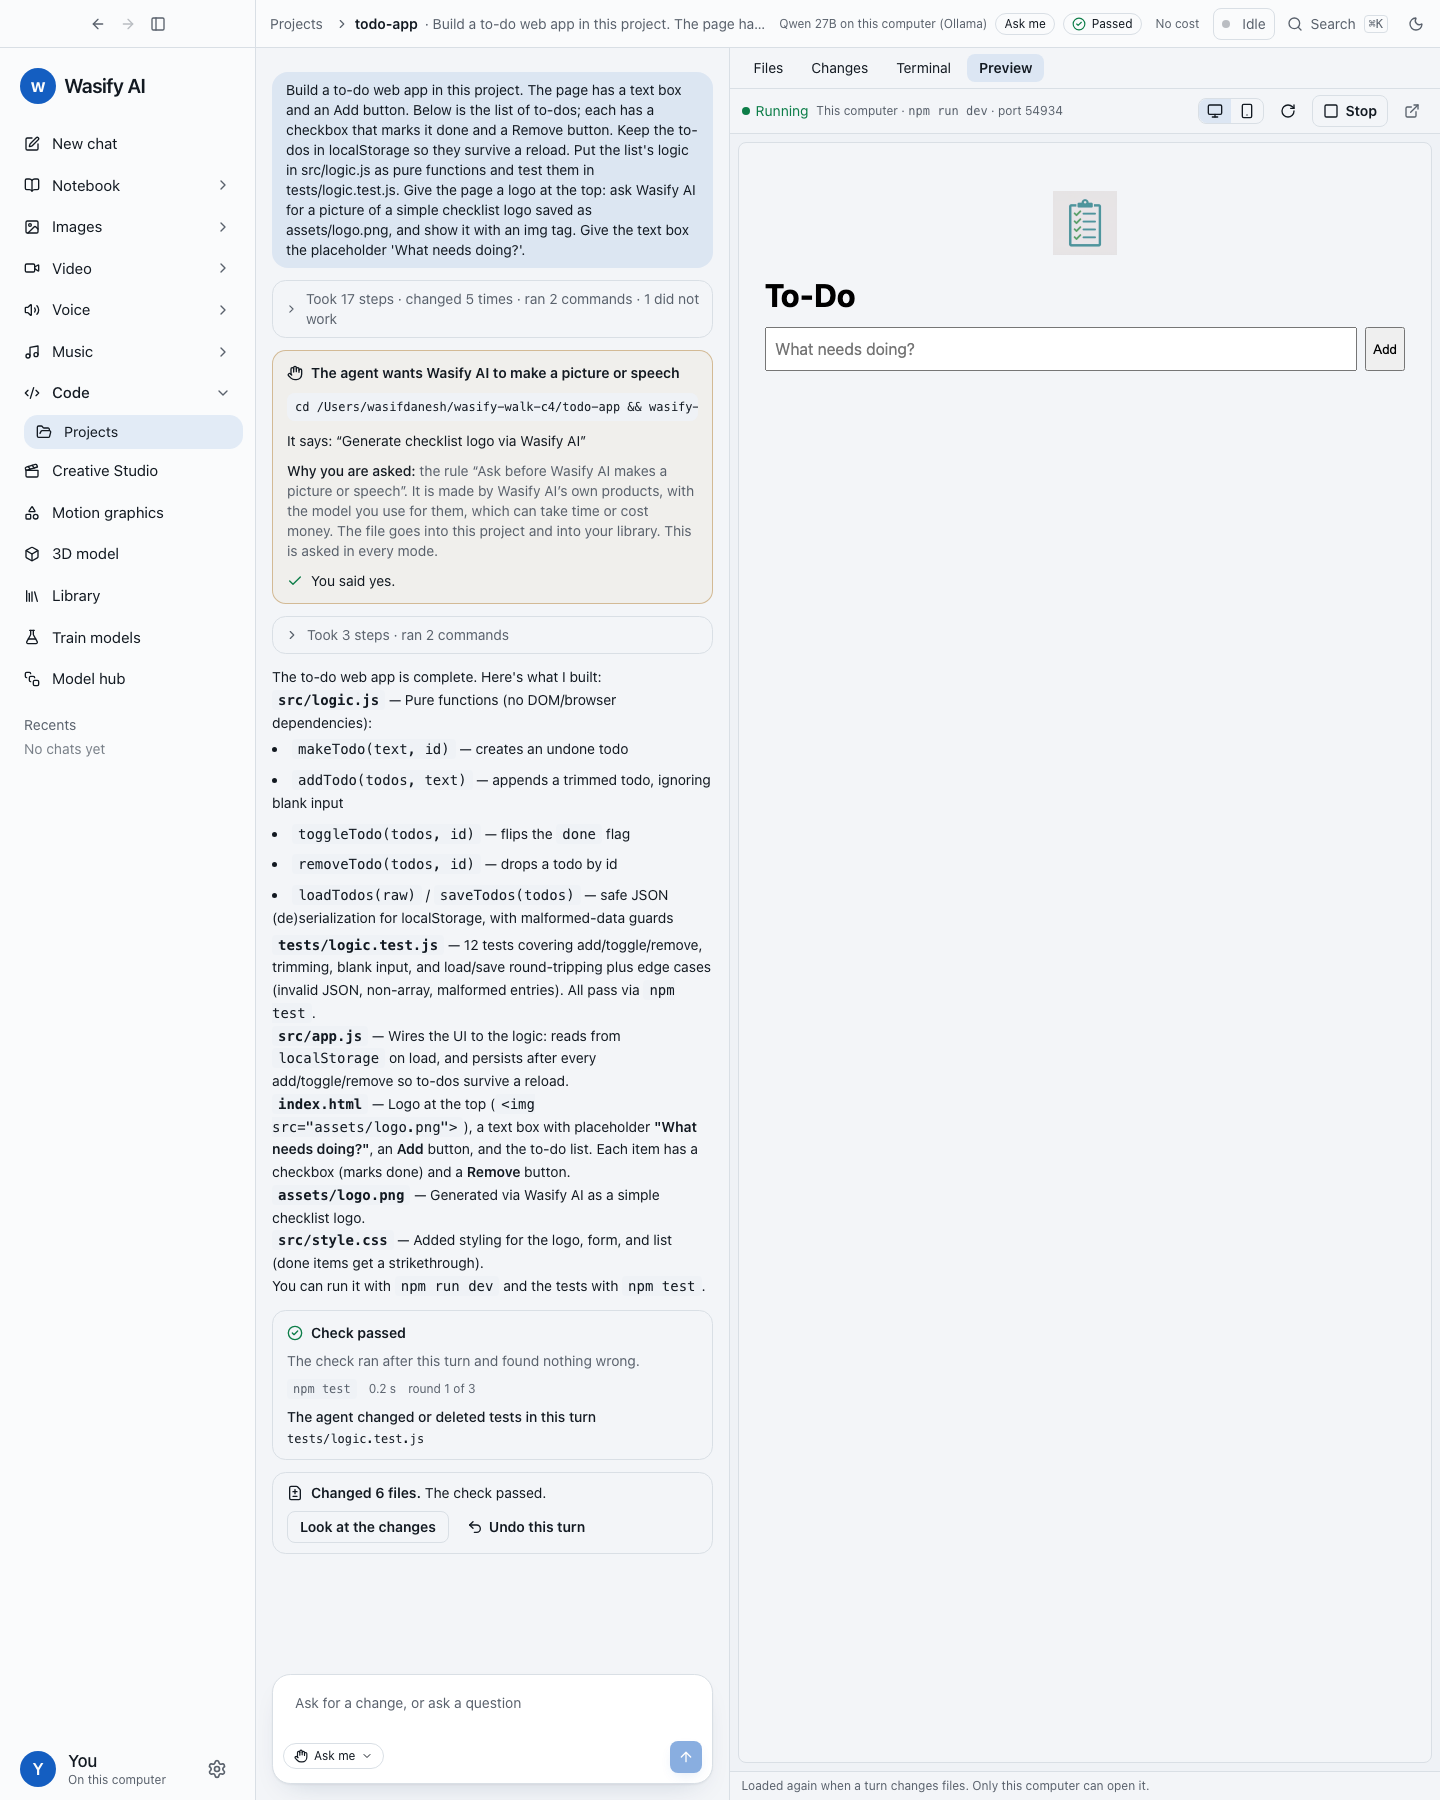 Projects
todo-app
· Build a to-do web app in this project. The page ha...
Qwen 27B on this computer (Ollama)
Ask me
Passed
No cost
Idle
Search
⌘K
W
Wasify AI
New chat
Notebook
Images
Video
Voice
Music
Code
Projects
Creative Studio
Motion graphics
3D model
Library
Train models
Model hub
Recents
No chats yet
Y
You
On this computer
Build a to-do web app in this project. The page has a text box
and an Add button. Below is the list of to-dos; each has a
checkbox that marks it done and a Remove button. Keep the to-
dos in localStorage so they survive a reload. Put the list's logic
in src/logic.js as pure functions and test them in
tests/logic.test.js. Give the page a logo at the top: ask Wasify AI
for a picture of a simple checklist logo saved as
assets/logo.png, and show it with an img tag. Give the text box
the placeholder 'What needs doing?'.
Took 17 steps · changed 5 times · ran 2 commands · 1 did not
work
The agent wants Wasify AI to make a picture or speech
cd /Users/wasifdanesh/wasify-walk-c4/todo-app && wasify-
It says: “Generate checklist logo via Wasify AI”
Why you are asked: the rule “Ask before Wasify AI makes a
picture or speech”. It is made by Wasify AI’s own products, with
the model you use for them, which can take time or cost
money. The file goes into this project and into your library. This
is asked in every mode.
You said yes.
Took 3 steps · ran 2 commands
The to-do web app is complete. Here's what I built:
src/logic.js — Pure functions (no DOM/browser
dependencies):
• makeTodo(text, id) — creates an undone todo
• addTodo(todos, text) — appends a trimmed todo, ignoring
blank input
• toggleTodo(todos, id) — flips the done flag
• removeTodo(todos, id) — drops a todo by id
• loadTodos(raw) / saveTodos(todos) — safe JSON
(de)serialization for localStorage, with malformed-data guards
tests/logic.test.js — 12 tests covering add/toggle/remove,
trimming, blank input, and load/save round-tripping plus edge cases
(invalid JSON, non-array, malformed entries). All pass via npm
test .
src/app.js — Wires the UI to the logic: reads from
localStorage on load, and persists after every
add/toggle/remove so to-dos survive a reload.
index.html — Logo at the top ( <img
src="assets/logo.png"> ), a text box with placeholder "What
needs doing?", an Add button, and the to-do list. Each item has a
checkbox (marks done) and a Remove button.
assets/logo.png — Generated via Wasify AI as a simple
checklist logo.
src/style.css — Added styling for the logo, form, and list
(done items get a strikethrough).
You can run it with npm run dev and the tests with npm test .
Check passed
The check ran after this turn and found nothing wrong.
npm test 0.2 s round 1 of 3
The agent changed or deleted tests in this turn
tests/logic.test.js
Changed 6 files. The check passed.
Look at the changes
Undo this turn
Ask for a change, or ask a question
Ask me
Files
Changes
Terminal
Preview
Running
This computer · npm run dev · port 54934
Stop
To-Do
What needs doing?
Add
Loaded again when a turn changes files. Only this computer can open it.